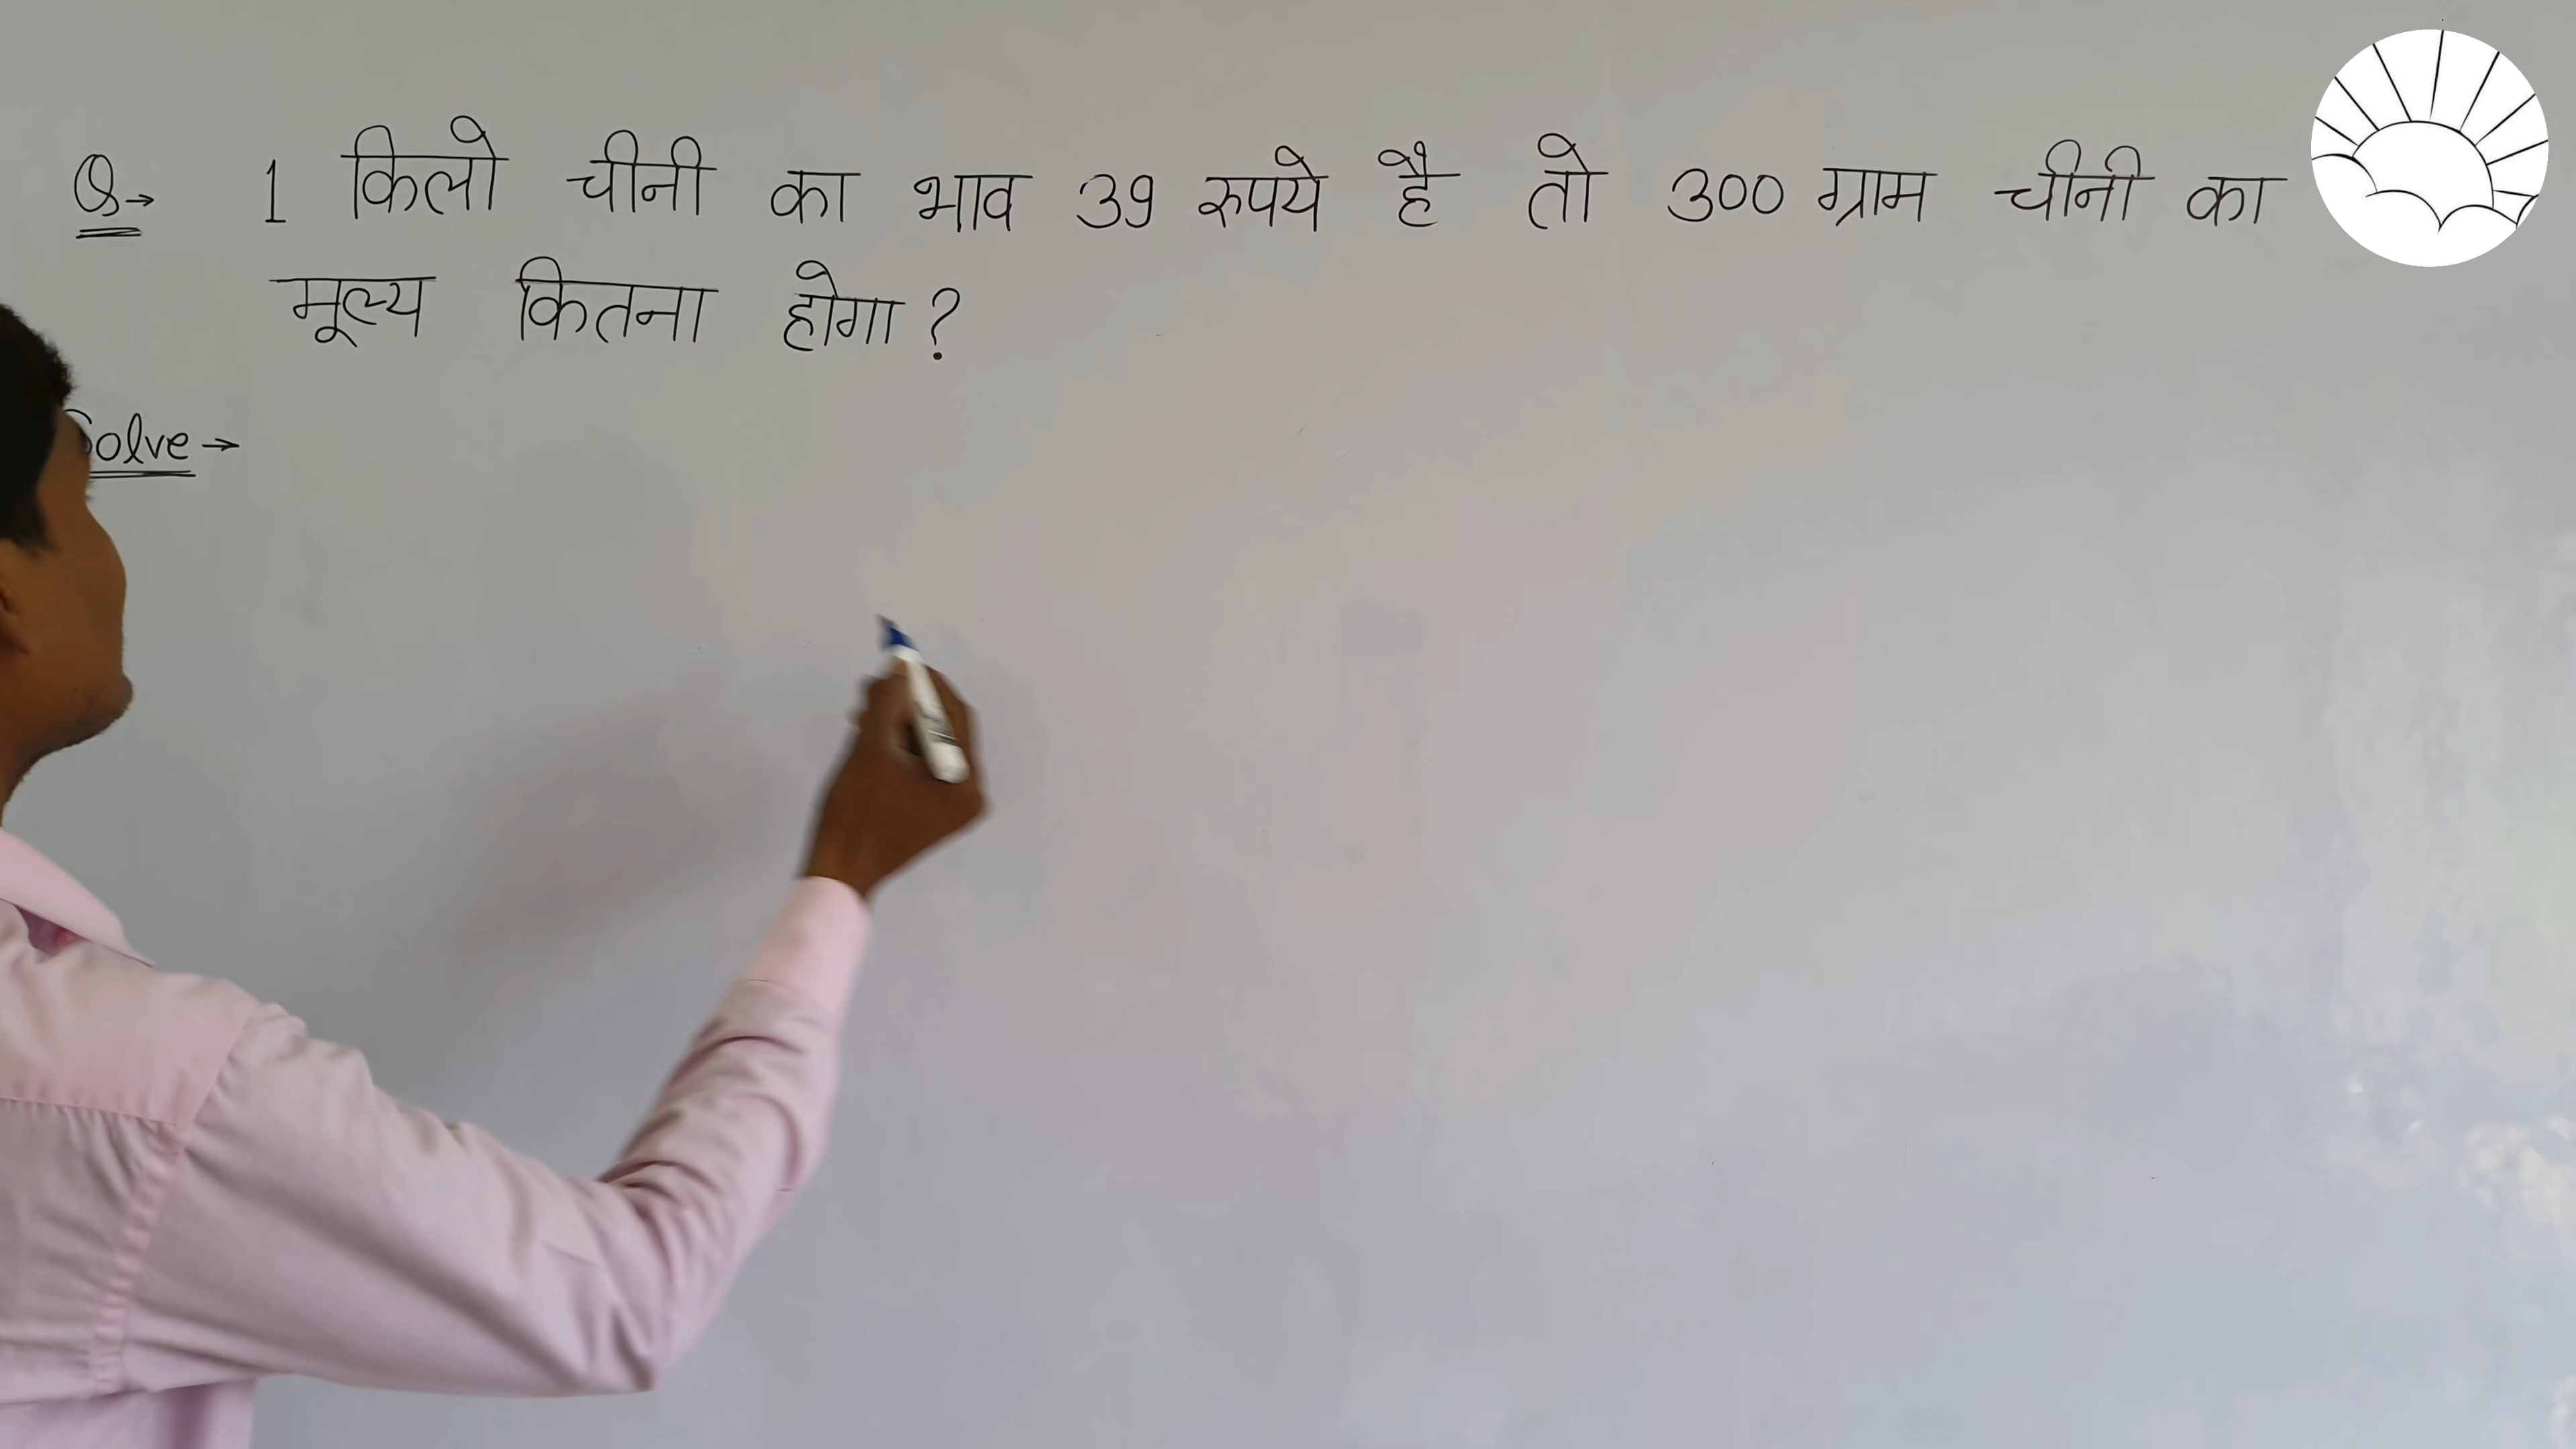 Q→ 1 किलो चीनी का भाव 39 रुपये है तो 300 ग्राम चीनी का
मूल्य कितना होगा?
Solve→